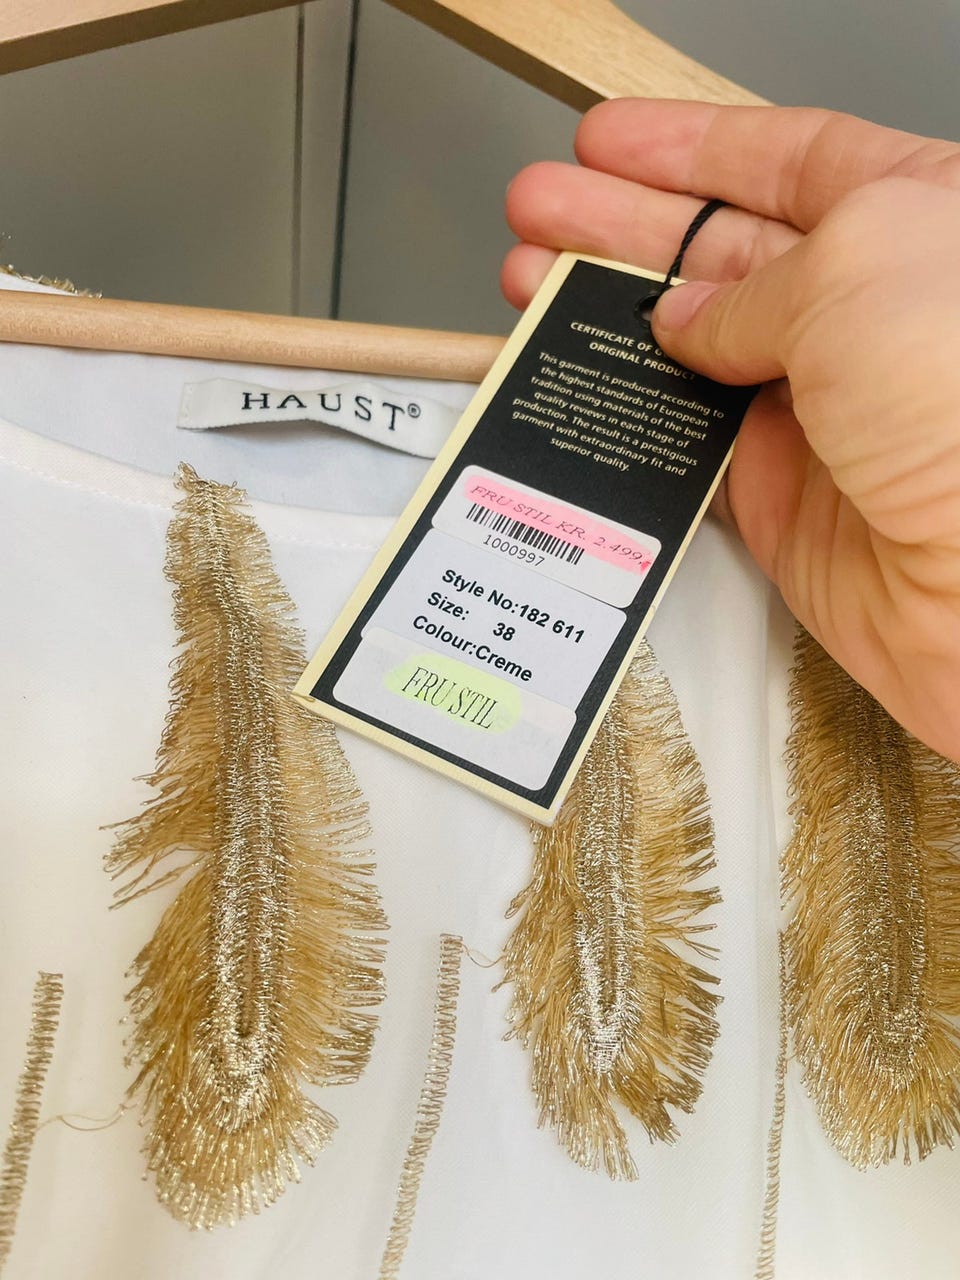 HAUST®
CERTIFICATE OF
ORIGINAL PRODUCT
This garment is produced according to
the highest standards of European
tradition using materials of the best
quality reviews in each stage of
production. The result is a prestigious
garment with extraordinary fit and
superior quality.
FRU STIL KR. 2.499,
1000997
Style No:182 611
Size: 38
Colour:Creme
FRU STIL